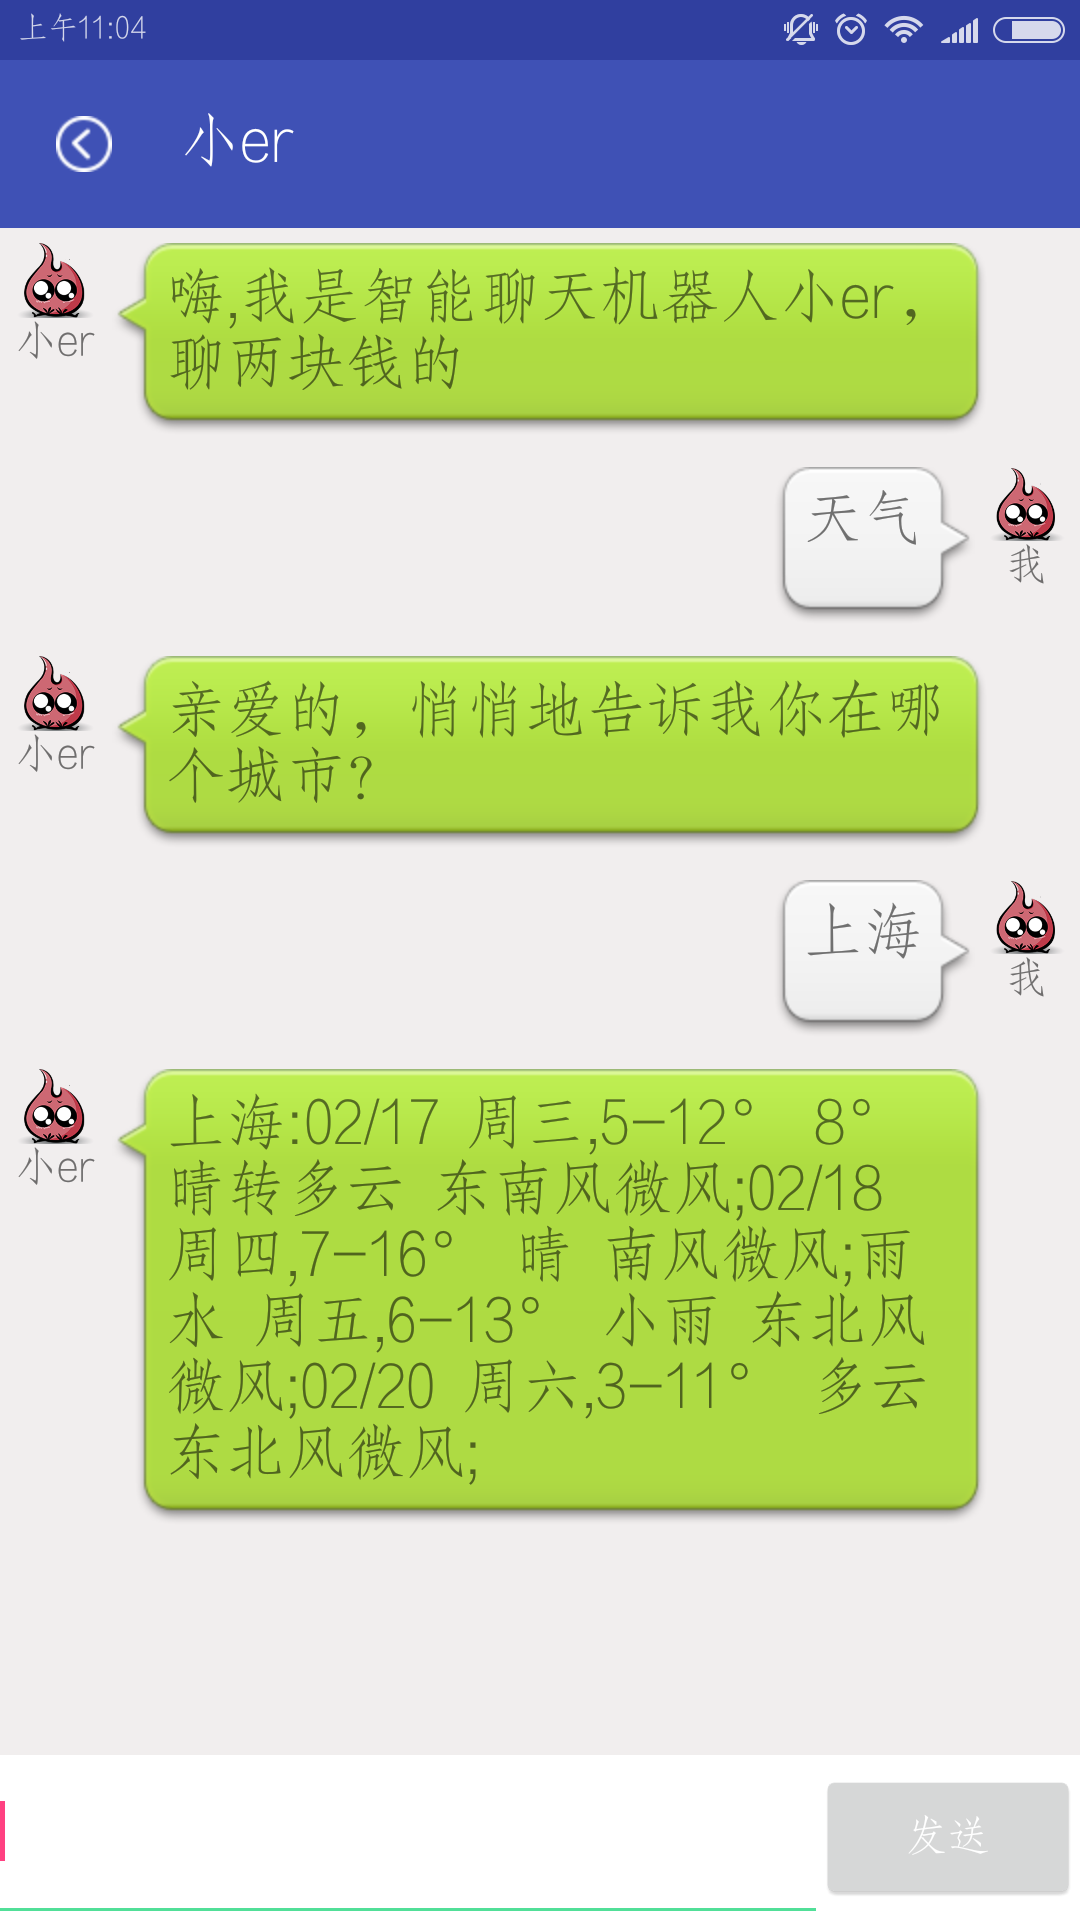 上午11:04
小er
嗨,我是智能聊天机器人小er，
聊两块钱的
小er
天气
我
亲爱的，悄悄地告诉我你在哪
个城市?
小er
上海
我
上海:02/17 周三,5-12° 8°
晴转多云 东南风微风;02/18
周四,7-16° 晴 南风微风;雨
水 周五,6-13° 小雨 东北风
微风;02/20 周六,3-11° 多云
东北风微风;
小er
发送